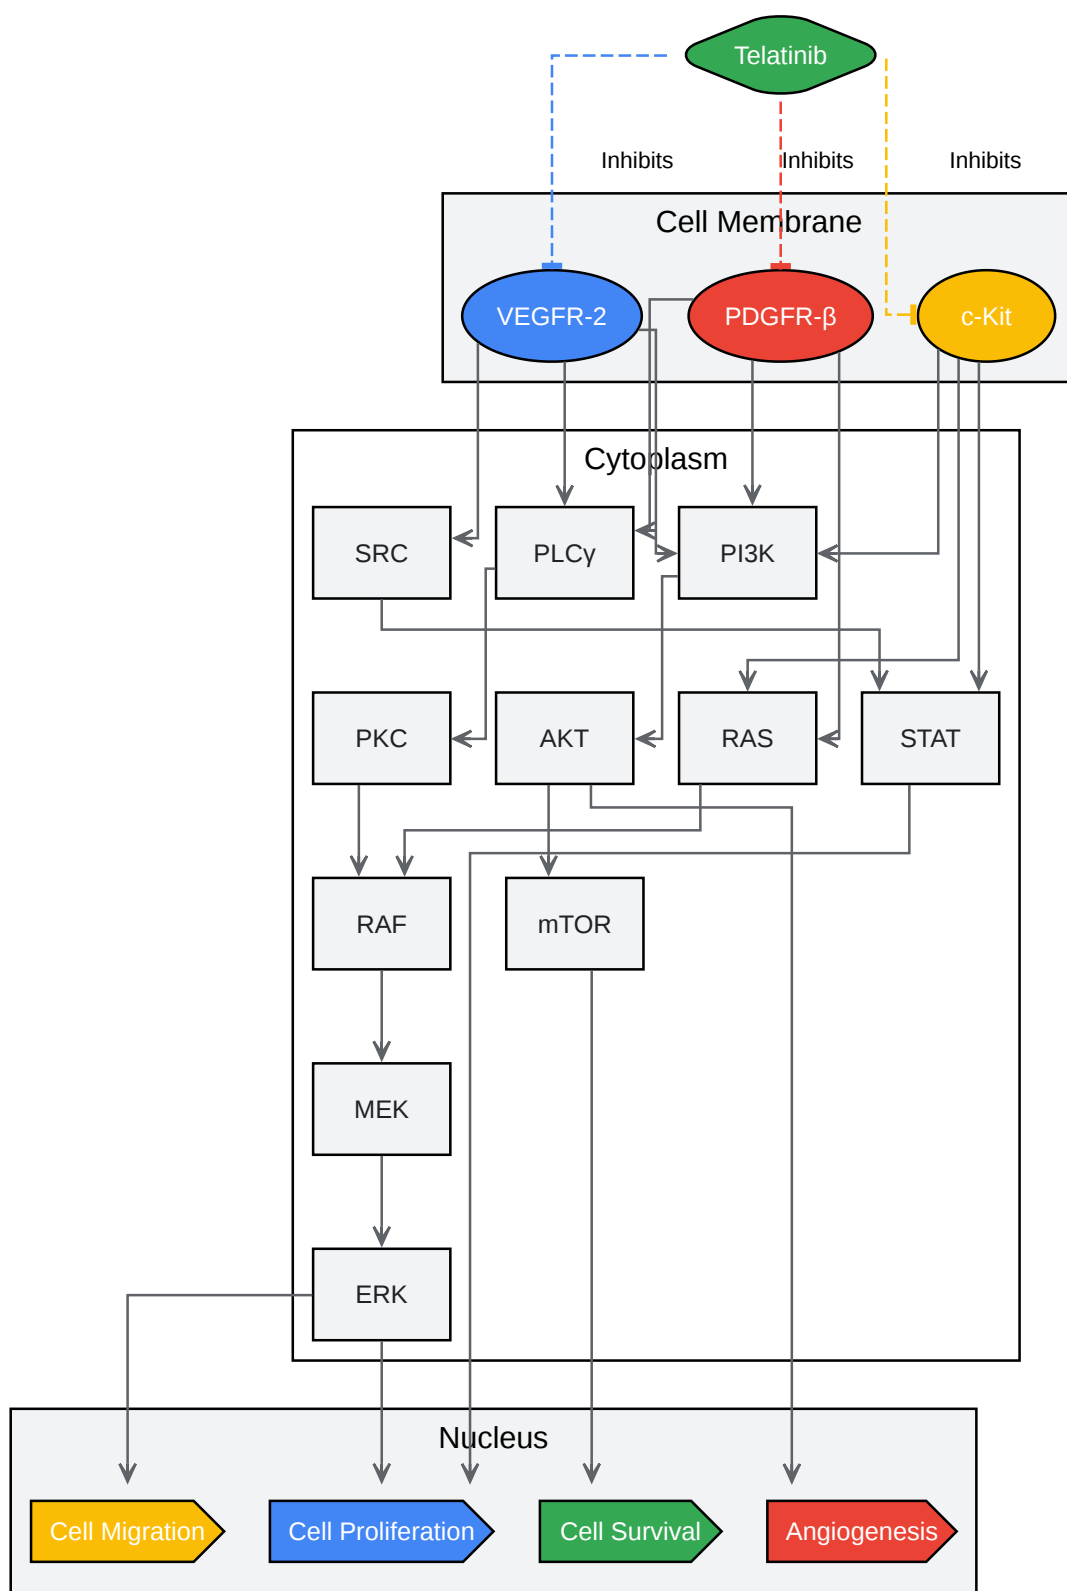 Telatinib
Inhibits
Inhibits
Inhibits
Cell Membrane
VEGFR-2
PDGFR-β
c-Kit
Cytoplasm
SRC
PLCγ
PI3K
PKC
AKT
RAS
STAT
RAF
mTOR
MEK
ERK
Nucleus
Cell Migration
Cell Proliferation
Cell Survival
Angiogenesis